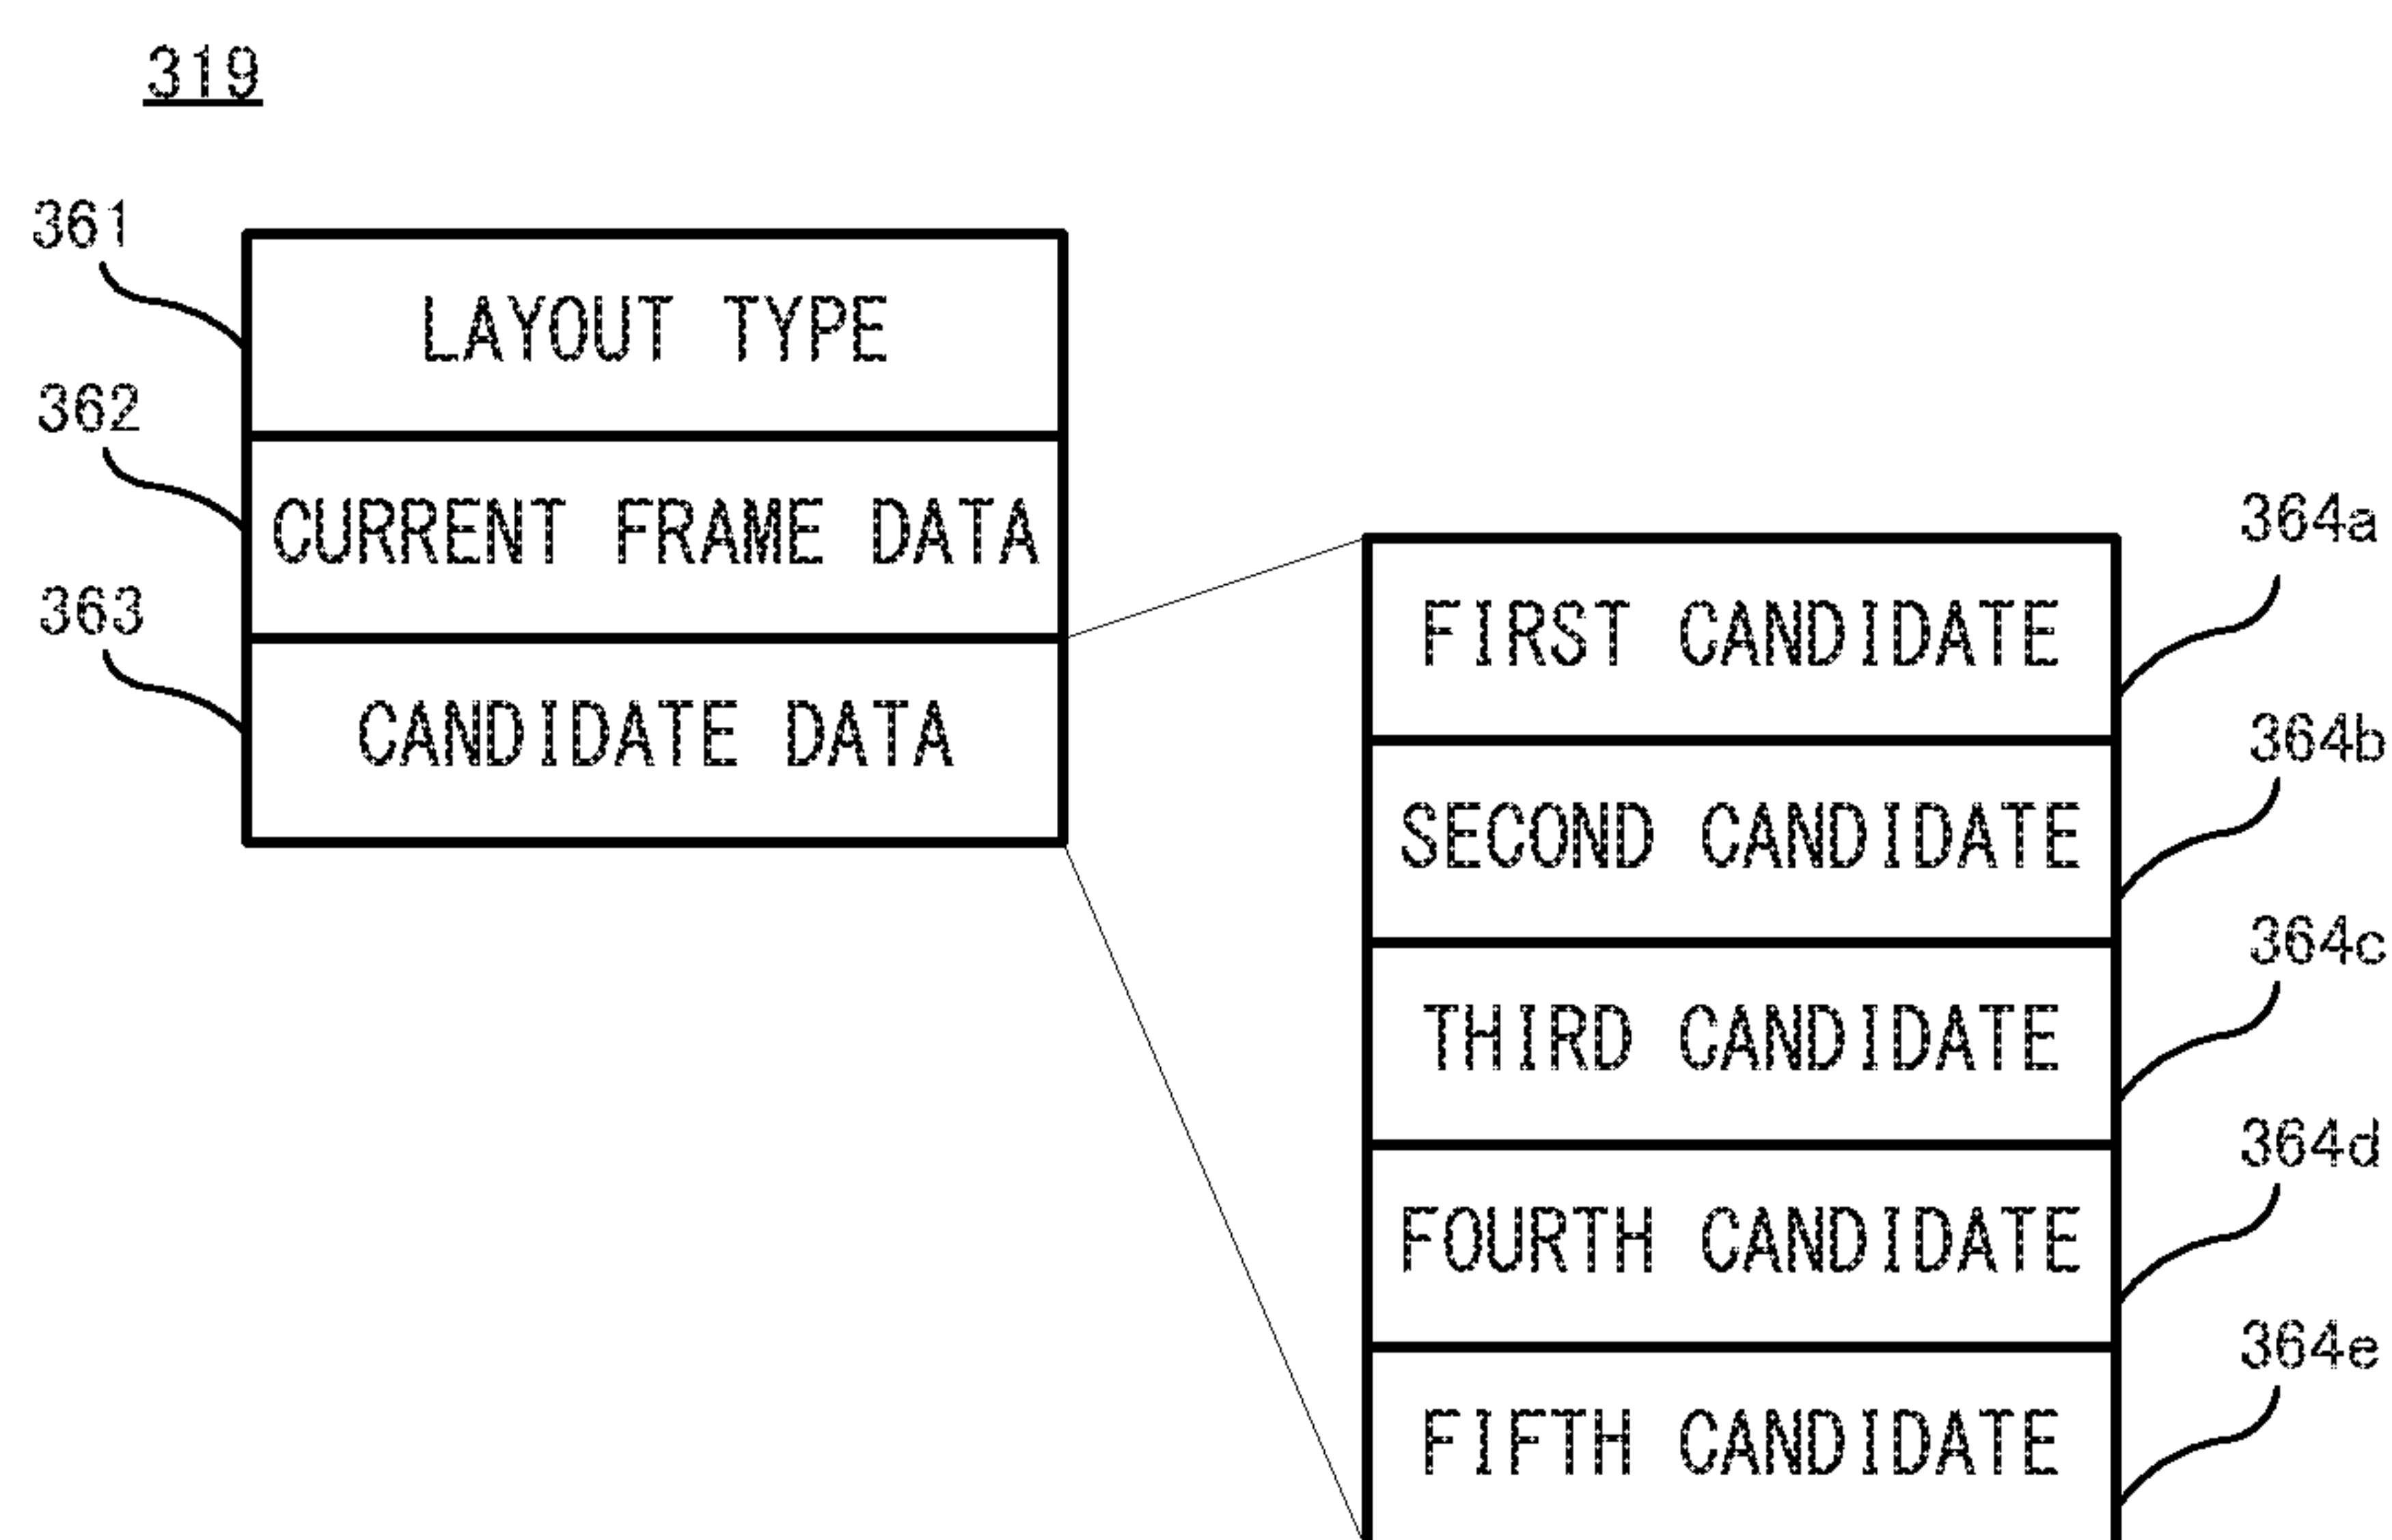 319
361
LAYOUT TYPE
362
CURRENT FRAME DATA
363
CANDIDATE DATA
364a
FIRST CANDIDATE
364b
SECOND CANDIDATE
364c
THIRD CANDIDATE
364d
FOURTH CANDIDATE
364e
FIFTH CANDIDATE